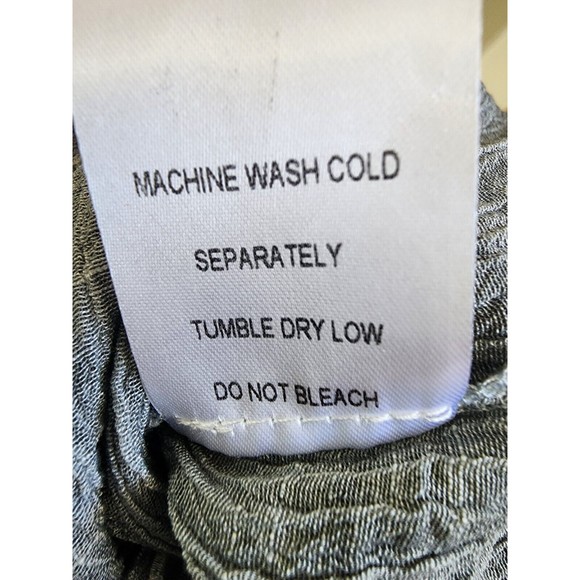 MACHINE WASH COLD
SEPARATELY
TUMBLE DRY LOW
DO NOT BLEACH